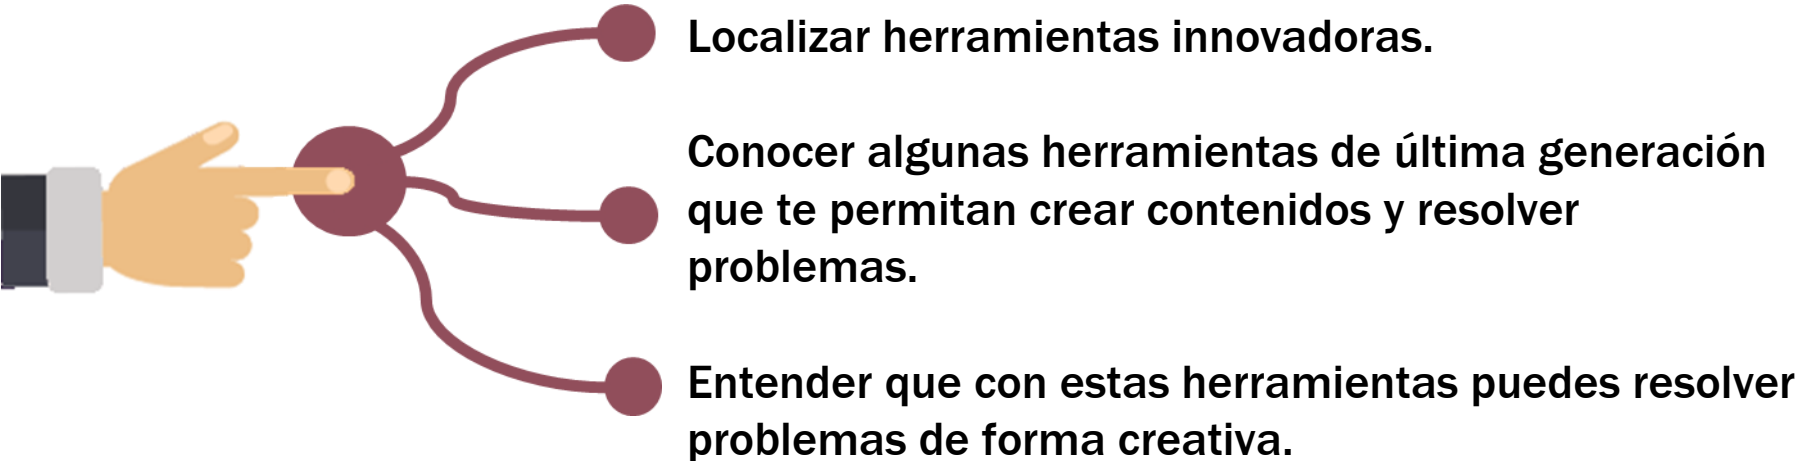 Localizar herramientas innovadoras.
Conocer algunas herramientas de última generación
que te permitan crear contenidos y resolver
problemas.
Entender que con estas herramientas puedes resolver
problemas de forma creativa.